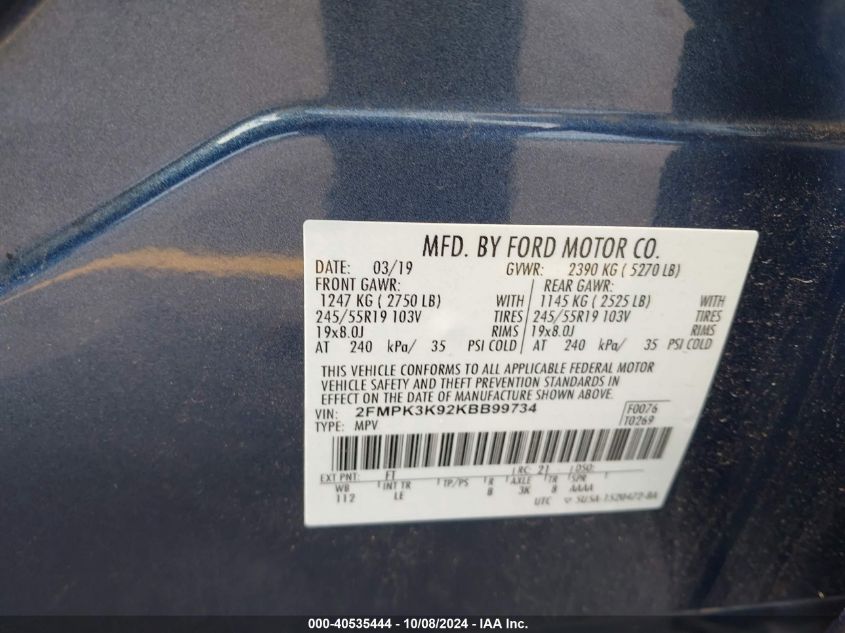 MFD. BY FORD MOTOR CO.
DATE: 03/19 GVWR: 2390 KG ( 5270 LB)
FRONT GAWR: REAR GAWR:
1247 KG ( 2750 LB) WITH 1145 KG ( 2525 LB) WITH
245/55R19 103V TIRES 245/55R19 103V TIRES
19x8.0J RIMS 19x8.0J RIMS
AT 240 kPa/ 35 PSI COLD AT 240 kPa/ 35 PSI COLD
THIS VEHICLE CONFORMS TO ALL APPLICABLE FEDERAL MOTOR
VEHICLE SAFETY AND THEFT PREVENTION STANDARDS IN
EFFECT ON THE DATE OF MANUFACTURE SHOWN ABOVE.
VIN: 2FMPK3K92KBB99734 F0076
TYPE: MPV T0269
EXT PNT: FT RC: 21 DSO:
WB INT TR TP/PS R AXLE TR SPR
112 LE B 3K 8 AAAA
UTC SU5A-1520472-BA
000-40535444 - 10/08/2024 - IAA Inc.